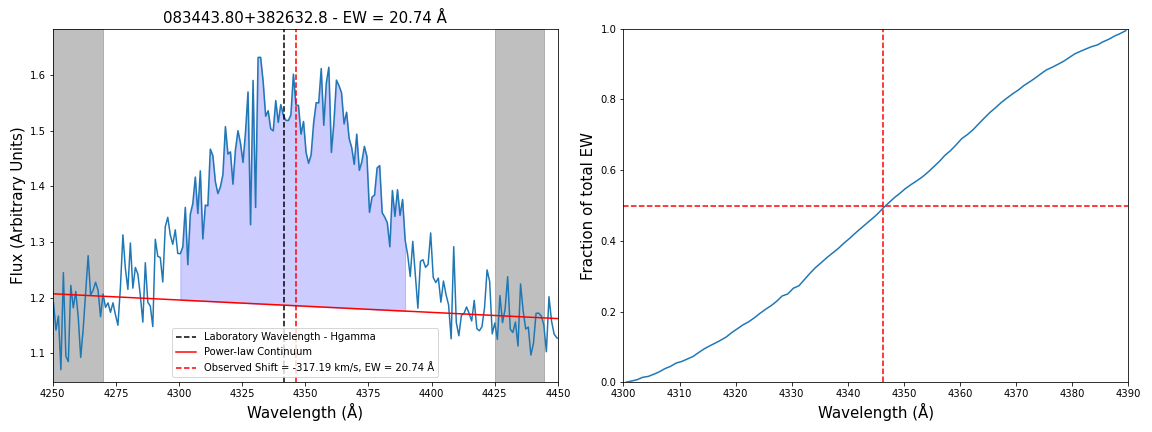 083443.80+382632.8 - EW = 20.74 Å
Flux (Arbitrary Units)
1.6
1.5
1.4
1.3
1.2
1.1
Laboratory Wavelength - Hgamma
Power-law Continuum
Observed Shift = -317.19 km/s, EW = 20.74 Å
4250 4275 4300 4325 4350 4375 4400 4425 4450
Wavelength (Å)
Fraction of total EW
1.0
0.8
0.6
0.4
0.2
0.0
4300 4310 4320 4330 4340 4350 4360 4370 4380 4390
Wavelength (Å)